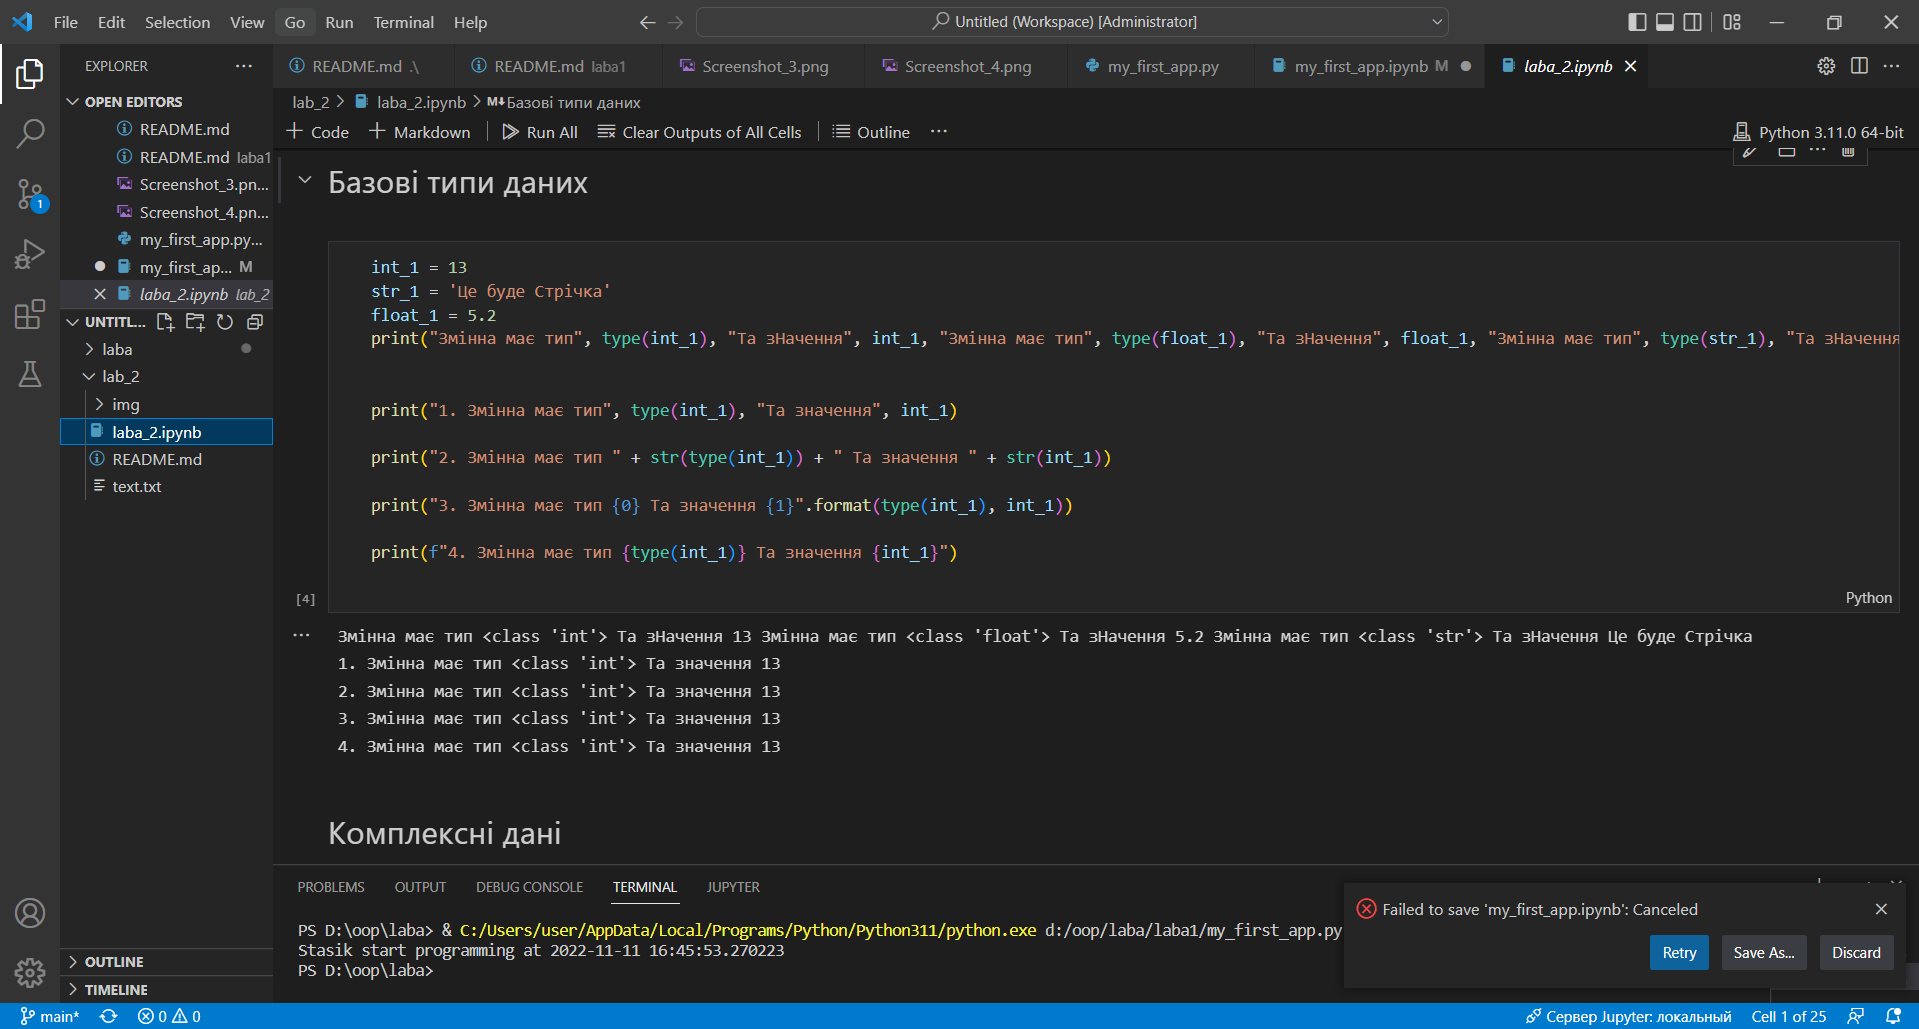 File Edit Selection View Go Run Terminal Help
Untitled (Workspace) [Administrator]
EXPLORER
README.md .\
README.md laba1
Screenshot_3.png
Screenshot_4.png
my_first_app.py
my_first_app.ipynb M
laba_2.ipynb
OPEN EDITORS
README.md
README.md laba1
Screenshot_3.pn...
Screenshot_4.pn...
my_first_app.py...
my_first_ap... M
laba_2.ipynb lab_2
UNTITL...
laba
lab_2
img
laba_2.ipynb
README.md
text.txt
OUTLINE
TIMELINE
1
lab_2 > laba_2.ipynb > M↓Базові типи даних
+ Code + Markdown Run All Clear Outputs of All Cells Outline ...
Python 3.11.0 64-bit
Базові типи даних
int_1 = 13
str_1 = 'Це буде Стрічка'
float_1 = 5.2
print("Змінна має тип", type(int_1), "Та зНачення", int_1, "Змінна має тип", type(float_1), "Та зНачення", float_1, "Змінна має тип", type(str_1), "Та зНачення
print("1. Змінна має тип", type(int_1), "Та значення", int_1)
print("2. Змінна має тип " + str(type(int_1)) + " Та значення " + str(int_1))
print("3. Змінна має тип {0} Та значення {1}".format(type(int_1), int_1))
print(f"4. Змінна має тип {type(int_1)} Та значення {int_1}")
[4]
Python
Змінна має тип <class 'int'> Та зНачення 13 Змінна має тип <class 'float'> Та зНачення 5.2 Змінна має тип <class 'str'> Та зНачення Це буде Стрічка
1. Змінна має тип <class 'int'> Та значення 13
2. Змінна має тип <class 'int'> Та значення 13
3. Змінна має тип <class 'int'> Та значення 13
4. Змінна має тип <class 'int'> Та значення 13
Комплексні дані
PROBLEMS OUTPUT DEBUG CONSOLE TERMINAL JUPYTER
PS D:\oop\laba> & C:/Users/user/AppData/Local/Programs/Python/Python311/python.exe d:/oop/laba/laba1/my_first_app.py
Stasik start programming at 2022-11-11 16:45:53.270223
PS D:\oop\laba>
Failed to save 'my_first_app.ipynb': Canceled
Retry Save As... Discard
main* 0 0
Сервер Jupyter: локальный Cell 1 of 25